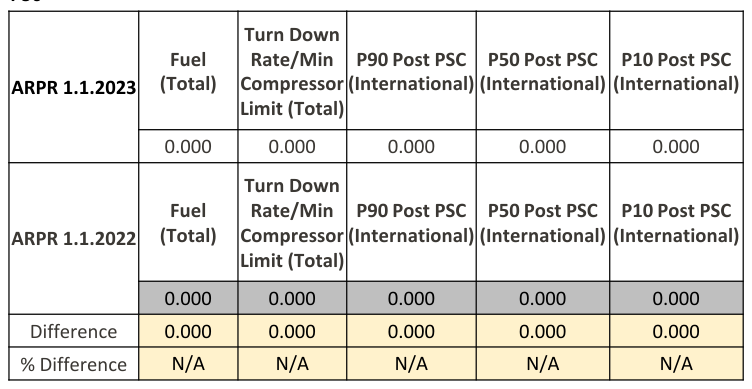 Fuel (Total) Turn Down Rate/Min Compressor Limit (Total) P90 Post PSC (International) P50 Post PSC (International) P10 Post PSC (International)
ARPR 1.1.2023
0.000 0.000 0.000 0.000 0.000
Fuel (Total) Turn Down Rate/Min Compressor Limit (Total) P90 Post PSC (International) P50 Post PSC (International) P10 Post PSC (International)
ARPR 1.1.2022
0.000 0.000 0.000 0.000 0.000
Difference 0.000 0.000 0.000 0.000 0.000
% Difference N/A N/A N/A N/A N/A